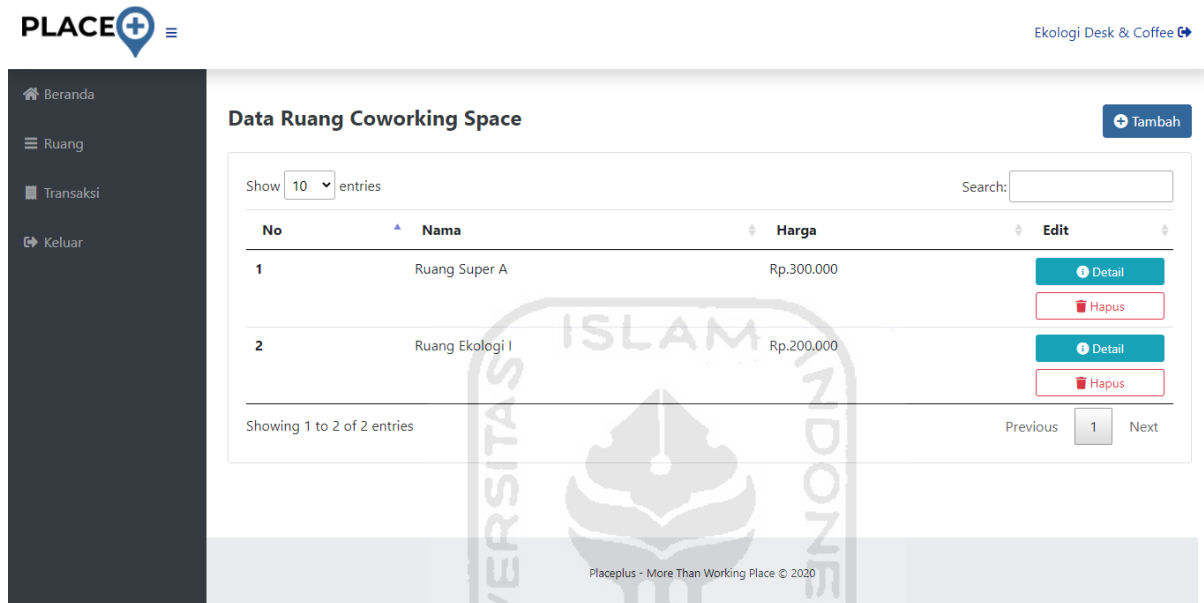 PLACE
Ekologi Desk & Coffee
Beranda
Ruang
Transaksi
Keluar
Data Ruang Coworking Space
Tambah
Show 10 entries
Search:
No Nama Harga Edit
1 Ruang Super A Rp.300.000 Detail
Hapus
2 Ruang Ekologi I Rp.200.000 Detail
Hapus
Showing 1 to 2 of 2 entries
Previous 1 Next
Placeplus - More Than Working Place © 2020
ISLAM
VERSITAS
INDONE